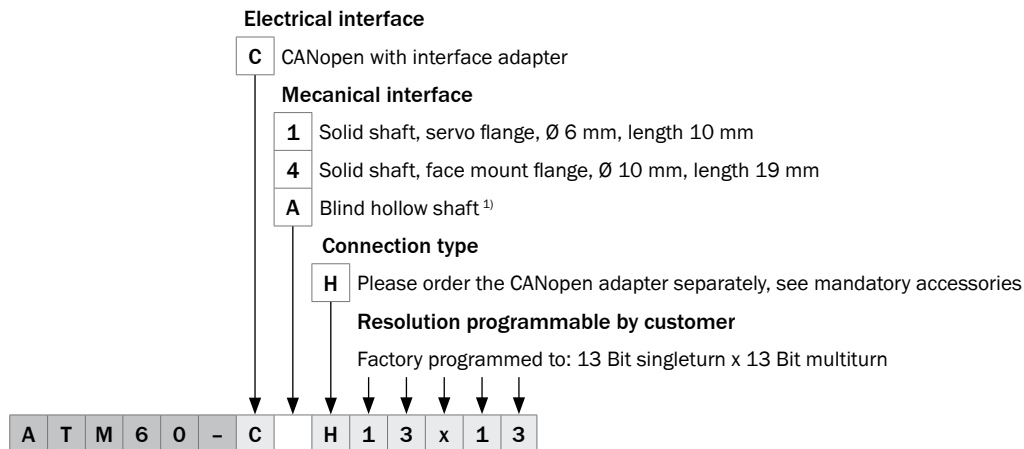 Electrical interface
C CANopen with interface adapter
Mecanical interface
1 Solid shaft, servo flange, Ø 6 mm, length 10 mm
4 Solid shaft, face mount flange, Ø 10 mm, length 19 mm
A Blind hollow shaft 1)
Connection type
H Please order the CANopen adapter separately, see mandatory accessories
Resolution programmable by customer
Factory programmed to: 13 Bit singleturn x 13 Bit multiturn
A T M 6 0 – C H 1 3 x 1 3